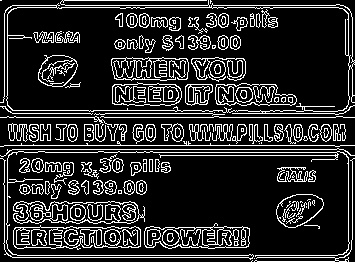 100mg x 30 pills
only $139.00
VIAGRA
WHEN YOU
NEED IT NOW...
WISH TO BUY? GO TO WWW.PILLS10.COM
20mg x 30 pills
only $139.00
CIALIS
36-HOURS
ERECTION POWER!!!